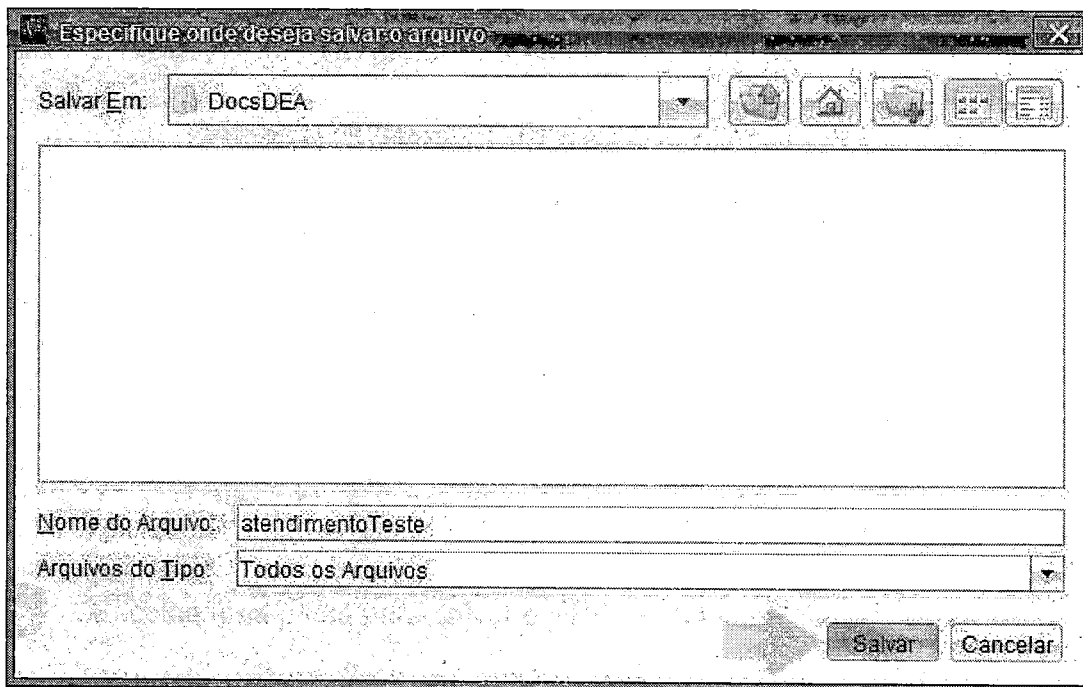 Especifique onde deseja salvar o arquivo
Salvar Em: DocsDEA
Nome do Arquivo: atendimentoTeste
Arquivos do Tipo: Todos os Arquivos
Salvar Cancelar